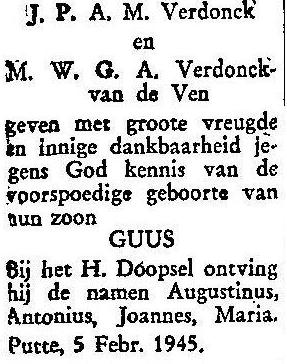 J. P. A. M. Verdonck
en
M. W. G. A. Verdonck-
van de Ven
geven met groote vreugde
en innige dankbaarheid je-
gens God kennis van de
voorspoedige geboorte van
hun zoon
GUUS
Bij het H. Doopsel ontving
hij de namen Augustinus,
Antonius, Joannes, Maria.
Putte, 5 Febr. 1945.